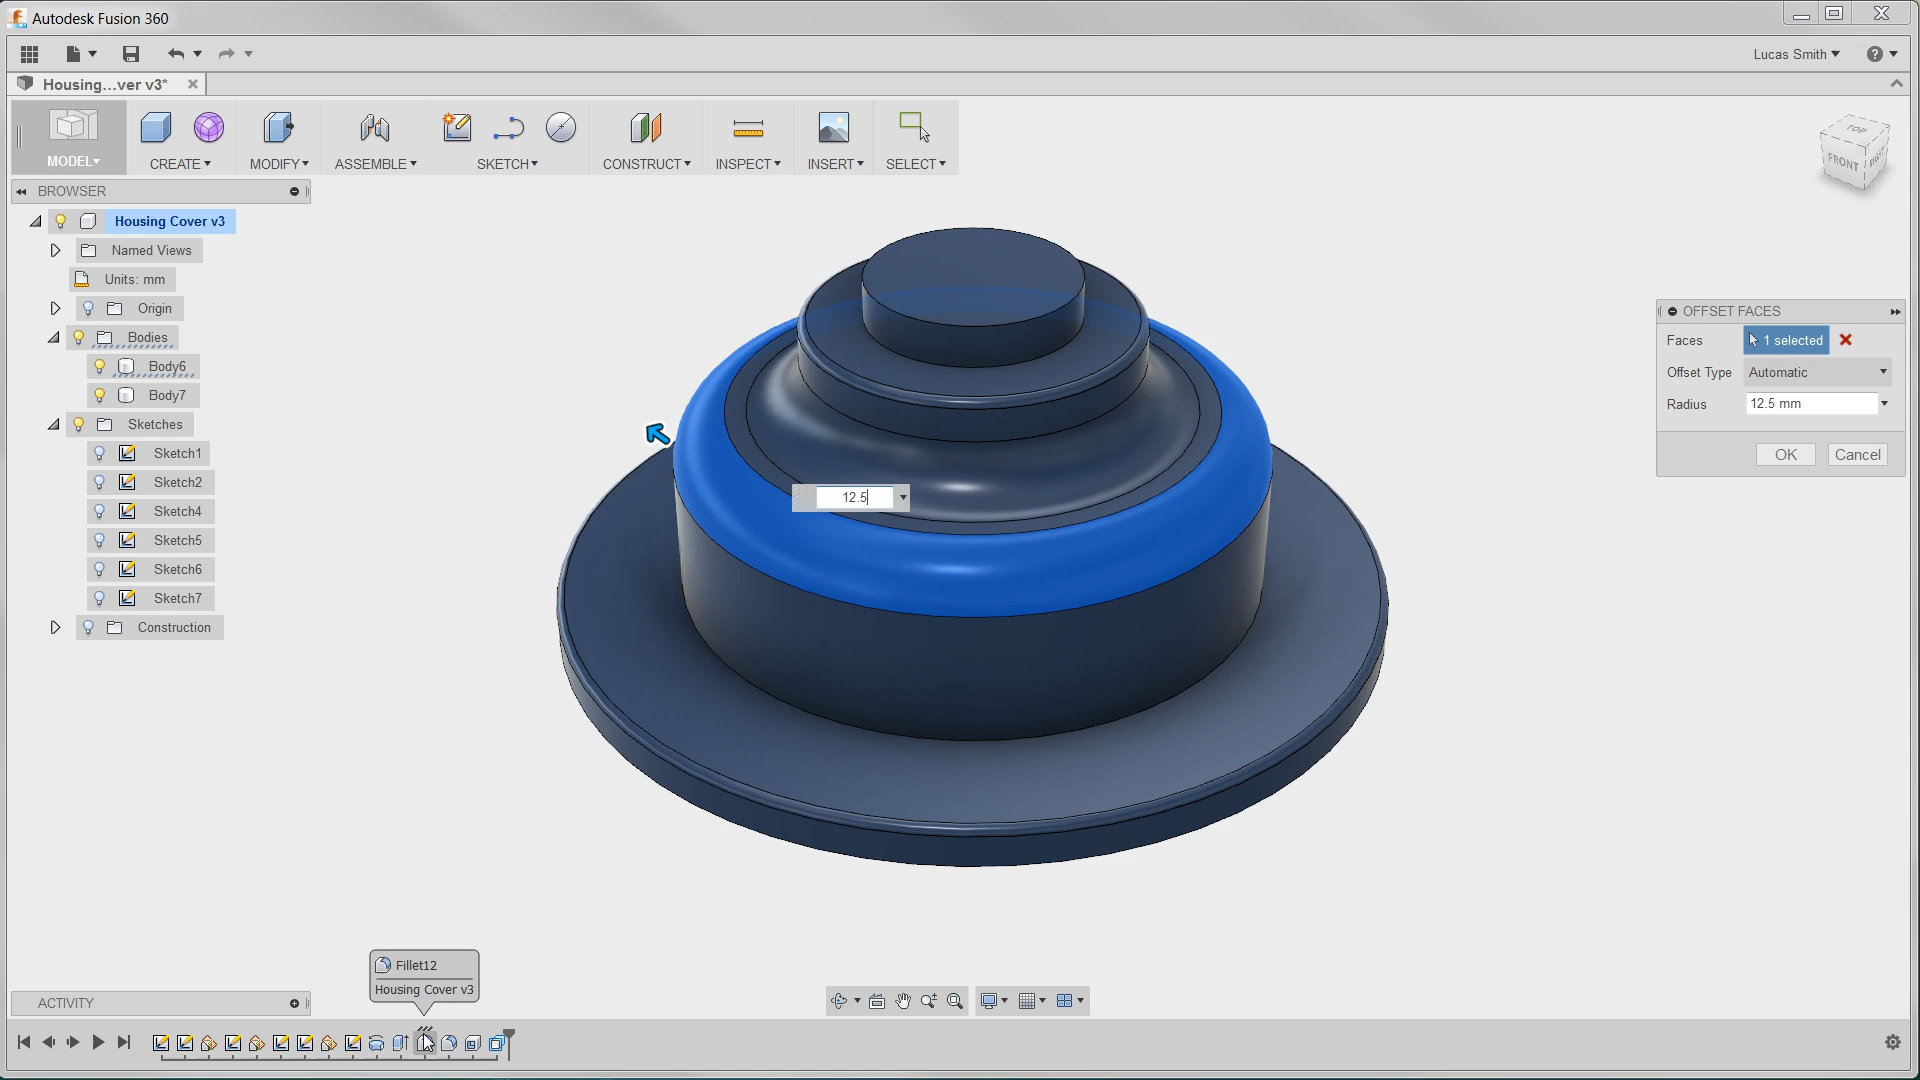 Autodesk Fusion 360
Lucas Smith
Housing...ver v3*
MODEL
CREATE
MODIFY
ASSEMBLE
SKETCH
CONSTRUCT
INSPECT
INSERT
SELECT
TOP
FRONT
RIGHT
BROWSER
Housing Cover v3
Named Views
Units: mm
Origin
Bodies
Body6
Body7
Sketches
Sketch1
Sketch2
Sketch4
Sketch5
Sketch6
Sketch7
Construction
OFFSET FACES
Faces 1 selected
Offset Type Automatic
Radius 12.5 mm
OK Cancel
12.5
Fillet12
Housing Cover v3
ACTIVITY